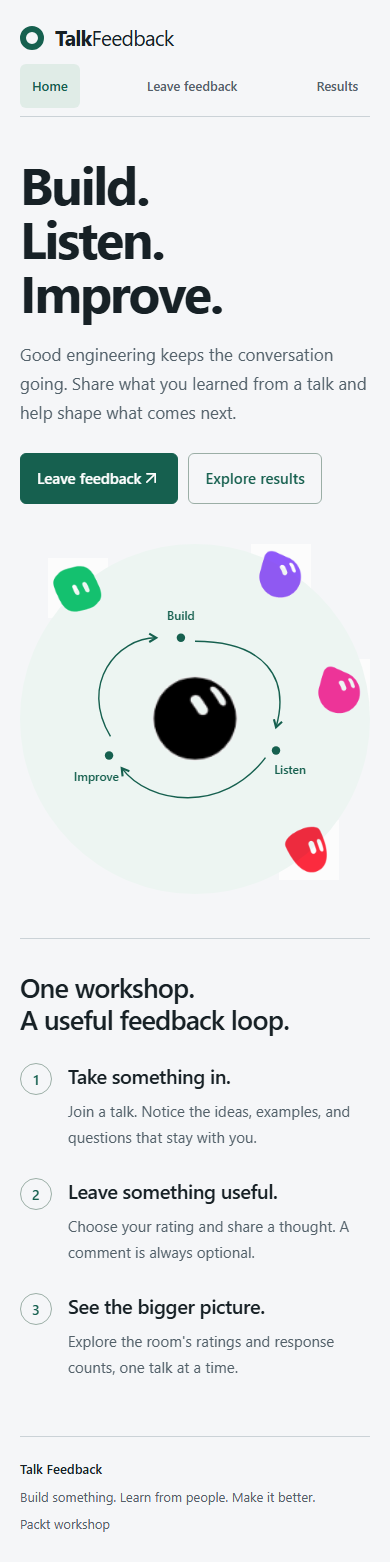 TalkFeedback
Home Leave feedback Results
Build.
Listen.
Improve.
Good engineering keeps the conversation
going. Share what you learned from a talk and
help shape what comes next.
Leave feedback Explore results
Build
Listen
Improve
One workshop.
A useful feedback loop.
1 Take something in.
Join a talk. Notice the ideas, examples, and
questions that stay with you.
2 Leave something useful.
Choose your rating and share a thought. A
comment is always optional.
3 See the bigger picture.
Explore the room's ratings and response
counts, one talk at a time.
Talk Feedback
Build something. Learn from people. Make it better.
Packt workshop